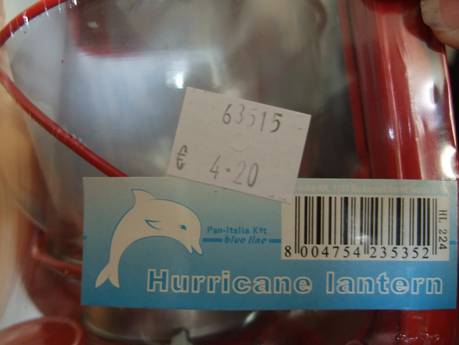 63515
€ 4.20
Pan-Italia Kft
blue line
HL 224
8 004754 235352
Hurricane lantern